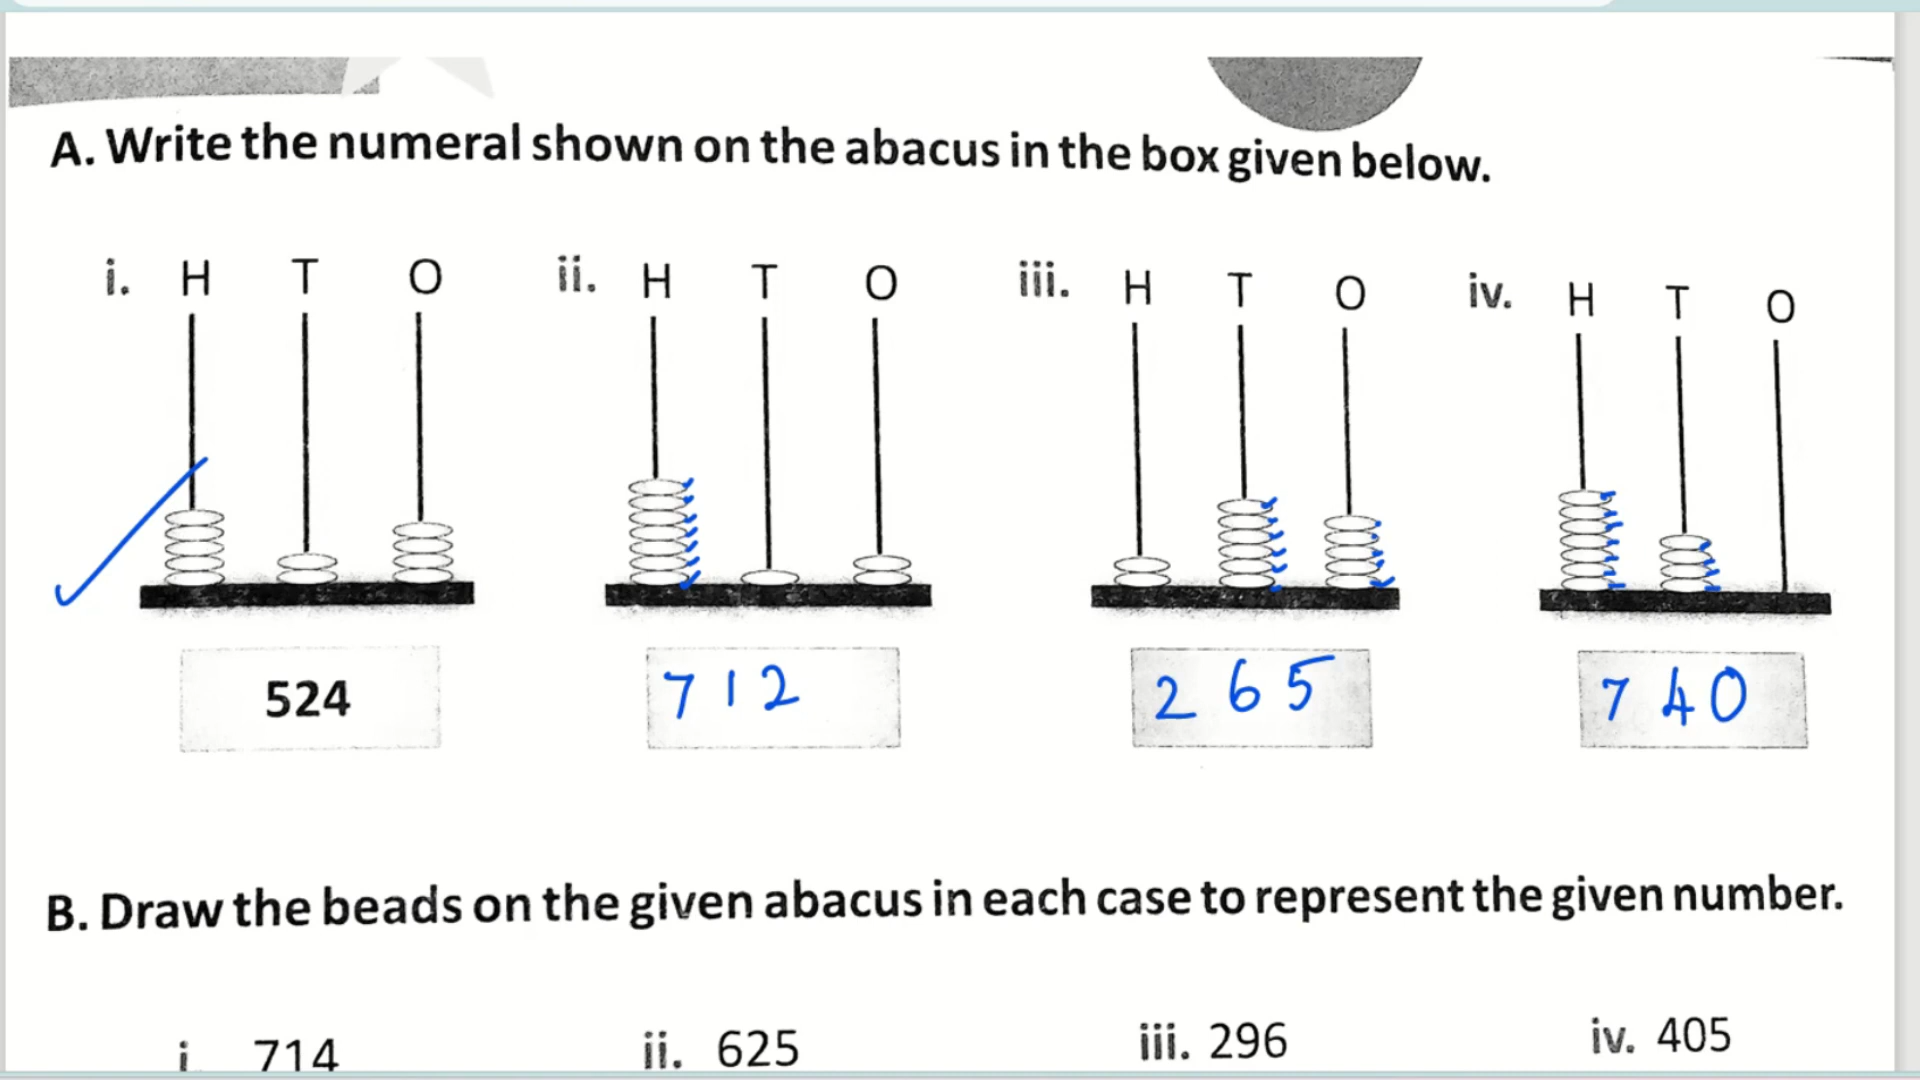 A. Write the numeral shown on the abacus in the box given below.
i. H T O ii. H T O iii. H T O iv. H T O
524 712 265 740
B. Draw the beads on the given abacus in each case to represent the given number.
i 714 ii. 625 iii. 296 iv. 405